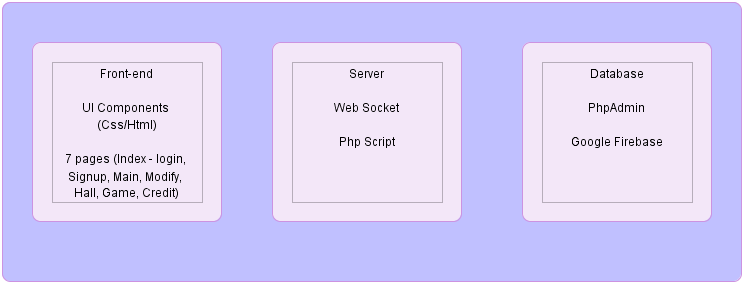 Front-end
UI Components
(Css/Html)
7 pages (Index - login,
Signup, Main, Modify,
Hall, Game, Credit)
Server
Web Socket
Php Script
Database
PhpAdmin
Google Firebase